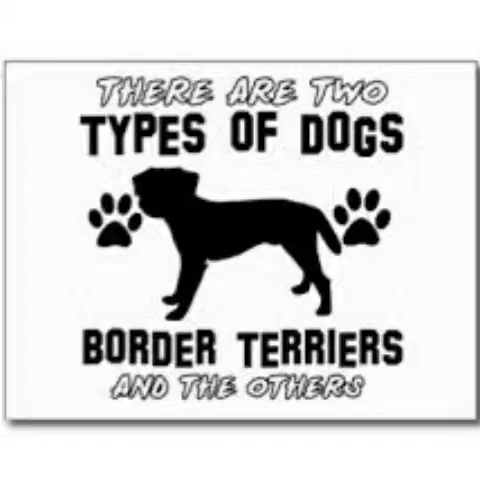 THERE ARE TWO
TYPES OF DOGS
BORDER TERRIERS
AND THE OTHERS